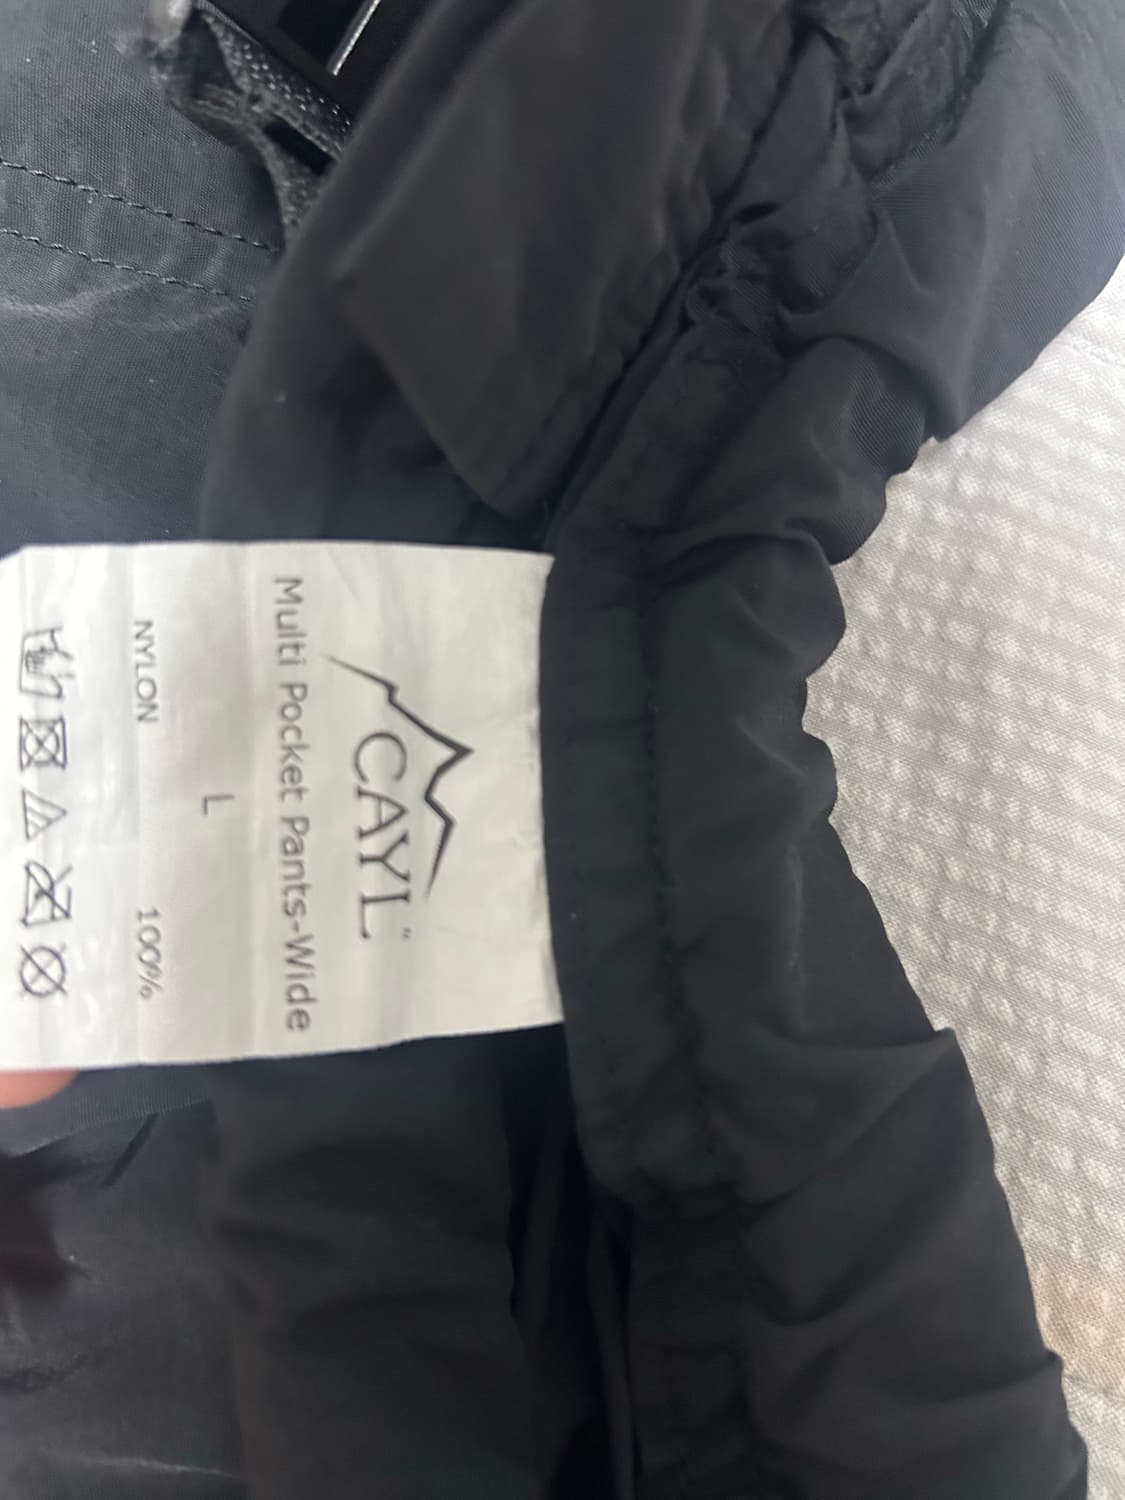 CAYL"
Multi Pocket Pants-Wide
L
NYLON 100%